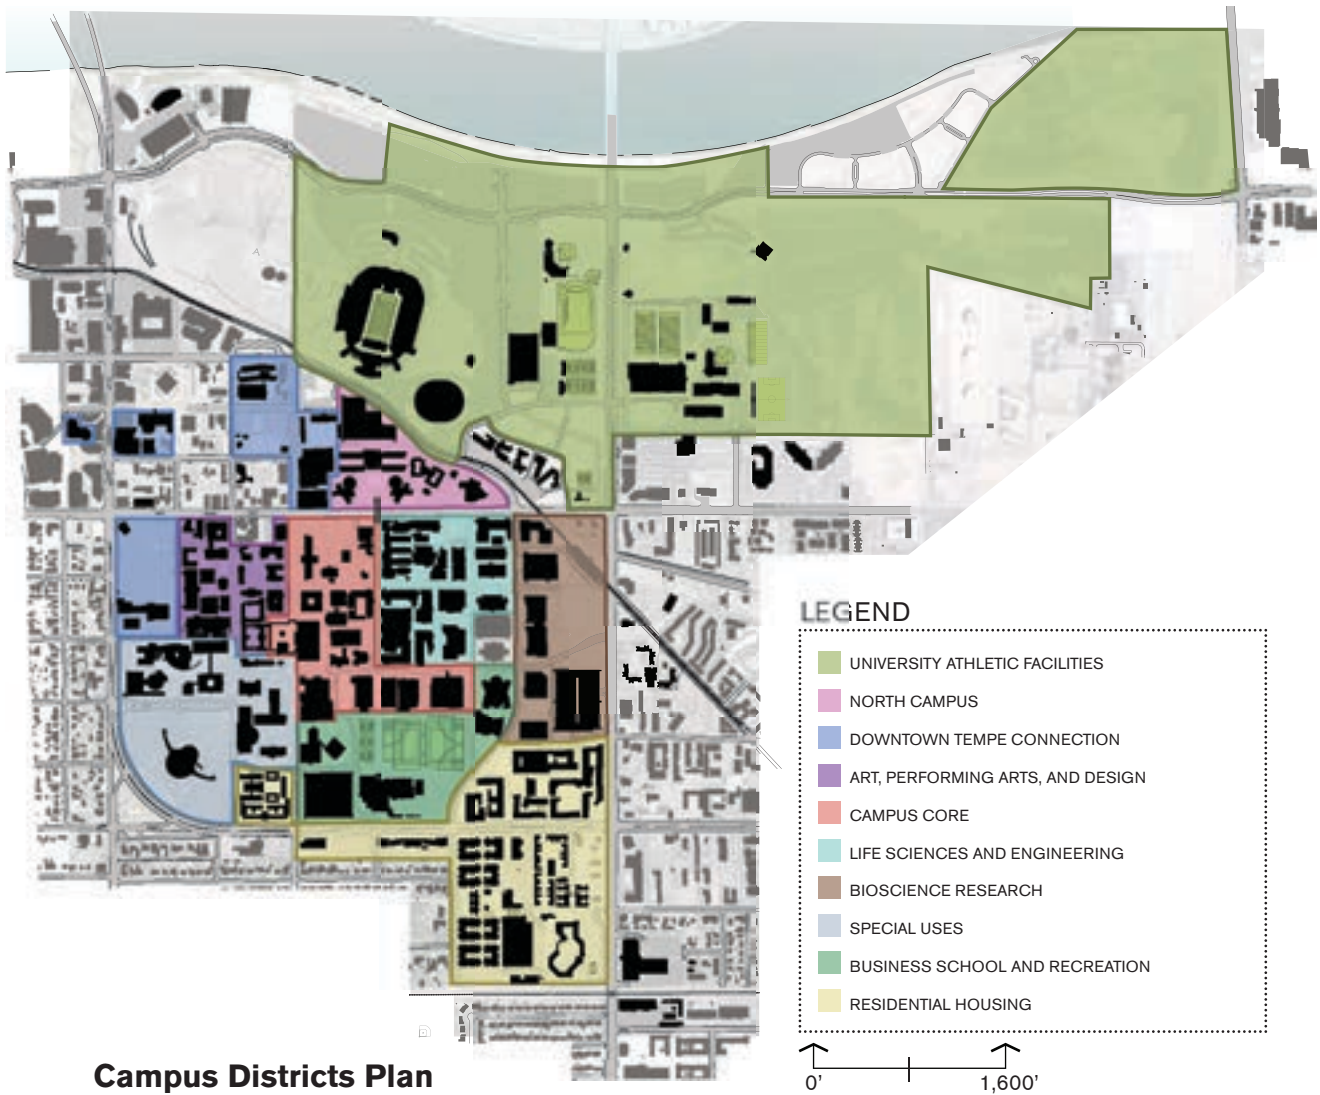 A
LEGEND
UNIVERSITY ATHLETIC FACILITIES
NORTH CAMPUS
DOWNTOWN TEMPE CONNECTION
ART, PERFORMING ARTS, AND DESIGN
CAMPUS CORE
LIFE SCIENCES AND ENGINEERING
BIOSCIENCE RESEARCH
SPECIAL USES
BUSINESS SCHOOL AND RECREATION
RESIDENTIAL HOUSING
Campus Districts Plan
0' 1,600'